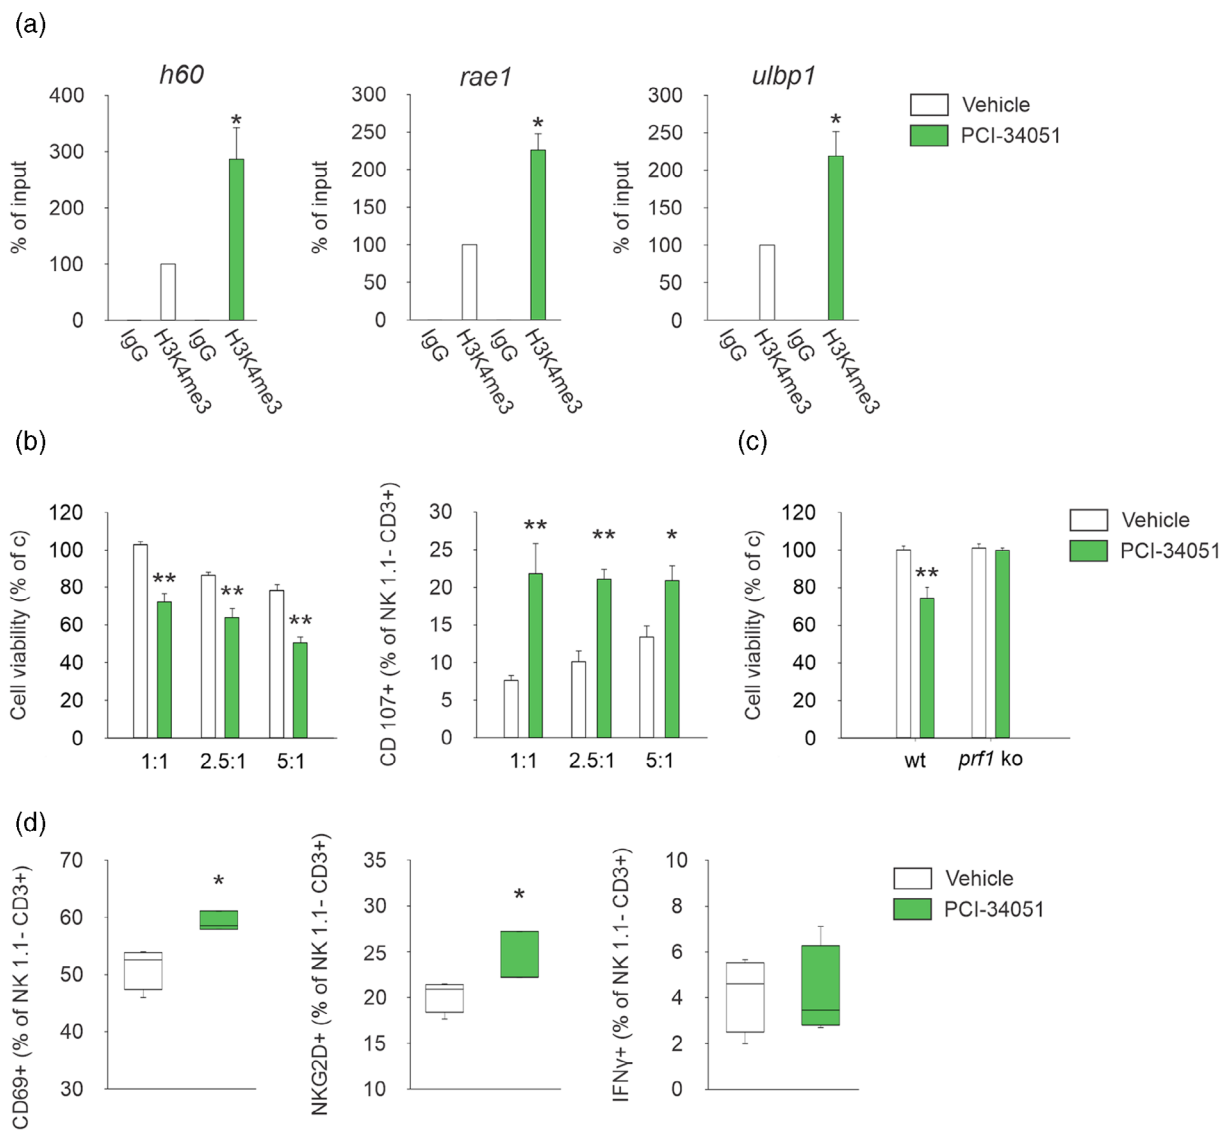 (a)
h60
rae1
ulbp1
Vehicle
PCI-34051
% of input
400
300
200
100
0
*
IgG
H3K4me3
IgG
H3K4me3
% of input
300
250
200
150
100
50
0
*
IgG
H3K4me3
IgG
H3K4me3
% of input
300
250
200
150
100
50
0
*
IgG
H3K4me3
IgG
H3K4me3
(b)
Cell viability (% of c)
120
100
80
60
40
20
0
**
**
**
1:1
2.5:1
5:1
CD 107+ (% of NK 1.1- CD3+)
30
25
20
15
10
5
0
**
**
*
1:1
2.5:1
5:1
(c)
Cell viability (% of c)
120
100
80
60
40
20
0
**
wt
prf1 ko
Vehicle
PCI-34051
(d)
CD69+ (% of NK 1.1- CD3+)
70
60
50
40
30
*
NKG2D+ (% of NK 1.1- CD3+)
35
30
25
20
15
10
*
IFNγ+ (% of NK 1.1- CD3+)
10
8
6
4
2
0
Vehicle
PCI-34051